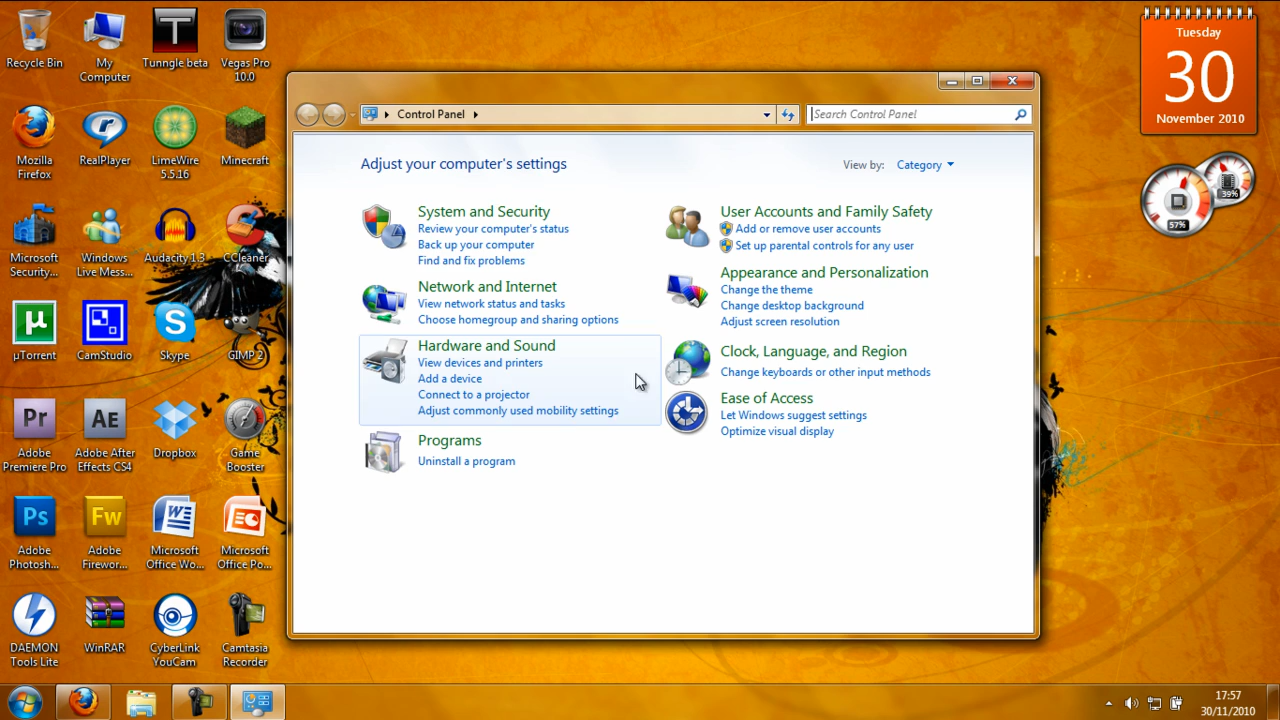 Recycle Bin
My
Computer
Tunngle beta
Vegas Pro
10.0
Mozilla
Firefox
RealPlayer
LimeWire
5.5.16
Minecraft
Microsoft
Security...
Windows
Live Mess...
Audacity 1.3
CCleaner
µTorrent
CamStudio
Skype
GIMP 2
Pr
Adobe
Premiere Pro
AE
Adobe After
Effects CS4
Dropbox
Game
Booster
Ps
Adobe
Photosh...
Fw
Adobe
Firewor...
Microsoft
Office Wo...
Microsoft
Office Po...
DAEMON
Tools Lite
WinRAR
CyberLink
YouCam
Camtasia
Recorder
Control Panel
Search Control Panel
Adjust your computer's settings
View by: Category
System and Security
Review your computer's status
Back up your computer
Find and fix problems
Network and Internet
View network status and tasks
Choose homegroup and sharing options
Hardware and Sound
View devices and printers
Add a device
Connect to a projector
Adjust commonly used mobility settings
Programs
Uninstall a program
User Accounts and Family Safety
Add or remove user accounts
Set up parental controls for any user
Appearance and Personalization
Change the theme
Change desktop background
Adjust screen resolution
Clock, Language, and Region
Change keyboards or other input methods
Ease of Access
Let Windows suggest settings
Optimize visual display
Tuesday
30
November 2010
39%
57%
17:57
30/11/2010